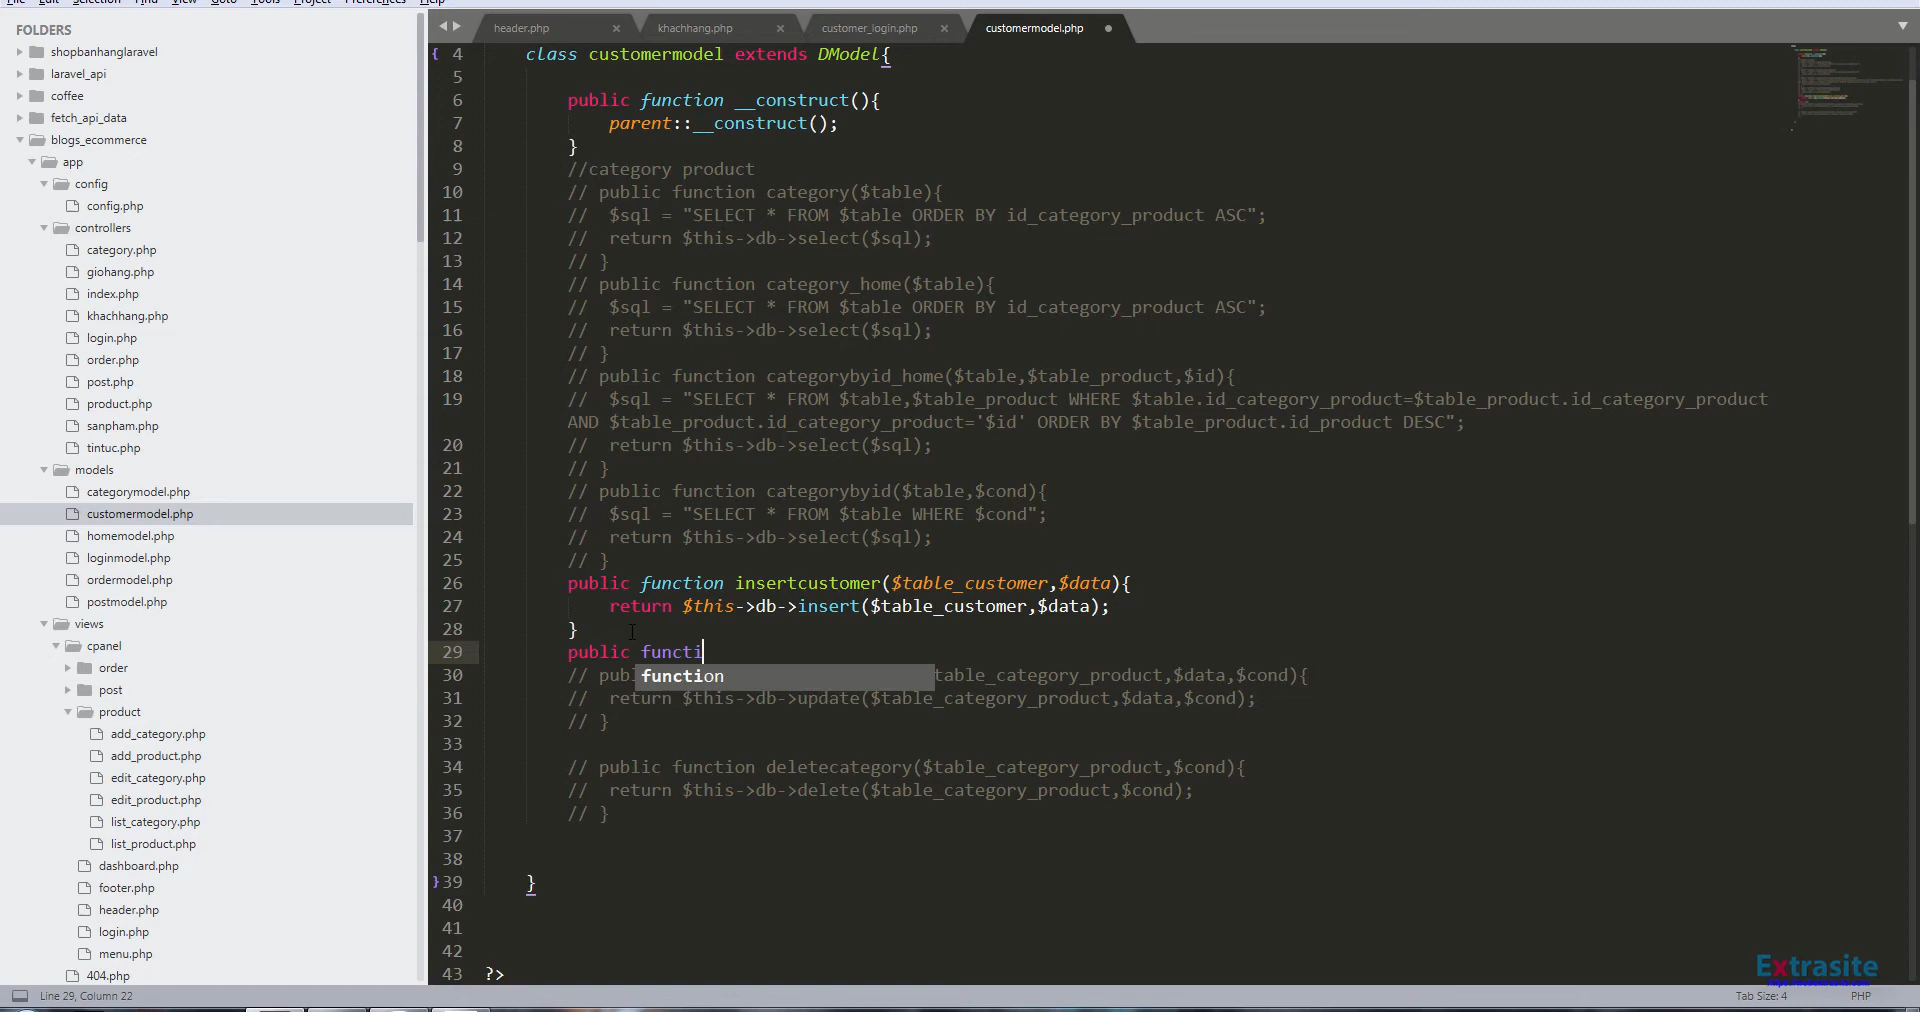 File Edit Selection Find View Goto Tools Project Preferences Help
FOLDERS
shopbanhanglaravel
laravel_api
coffee
fetch_api_data
blogs_ecommerce
app
config
config.php
controllers
category.php
giohang.php
index.php
khachhang.php
login.php
order.php
post.php
product.php
sanpham.php
tintuc.php
models
categorymodel.php
customermodel.php
homemodel.php
loginmodel.php
ordermodel.php
postmodel.php
views
cpanel
order
post
product
add_category.php
add_product.php
edit_category.php
edit_product.php
list_category.php
list_product.php
dashboard.php
footer.php
header.php
login.php
menu.php
404.php
header.php khachhang.php customer_login.php customermodel.php
{ 4 class customermodel extends DModel{
5
6 public function __construct(){
7 parent::__construct();
8 }
9 //category product
10 // public function category($table){
11 // $sql = "SELECT * FROM $table ORDER BY id_category_product ASC";
12 // return $this->db->select($sql);
13 // }
14 // public function category_home($table){
15 // $sql = "SELECT * FROM $table ORDER BY id_category_product ASC";
16 // return $this->db->select($sql);
17 // }
18 // public function categorybyid_home($table,$table_product,$id){
19 // $sql = "SELECT * FROM $table,$table_product WHERE $table.id_category_product=$table_product.id_category_product
AND $table_product.id_category_product='$id' ORDER BY $table_product.id_product DESC";
20 // return $this->db->select($sql);
21 // }
22 // public function categorybyid($table,$cond){
23 // $sql = "SELECT * FROM $table WHERE $cond";
24 // return $this->db->select($sql);
25 // }
26 public function insertcustomer($table_customer,$data){
27 return $this->db->insert($table_customer,$data);
28 }
29 public functi
function
30 // pub table_category_product,$data,$cond){
31 // return $this->db->update($table_category_product,$data,$cond);
32 // }
33
34 // public function deletecategory($table_category_product,$cond){
35 // return $this->db->delete($table_category_product,$cond);
36 // }
37
38
}39 }
40
41
42
43 ?>
Extrasite
Line 29, Column 22
Tab Size: 4 PHP